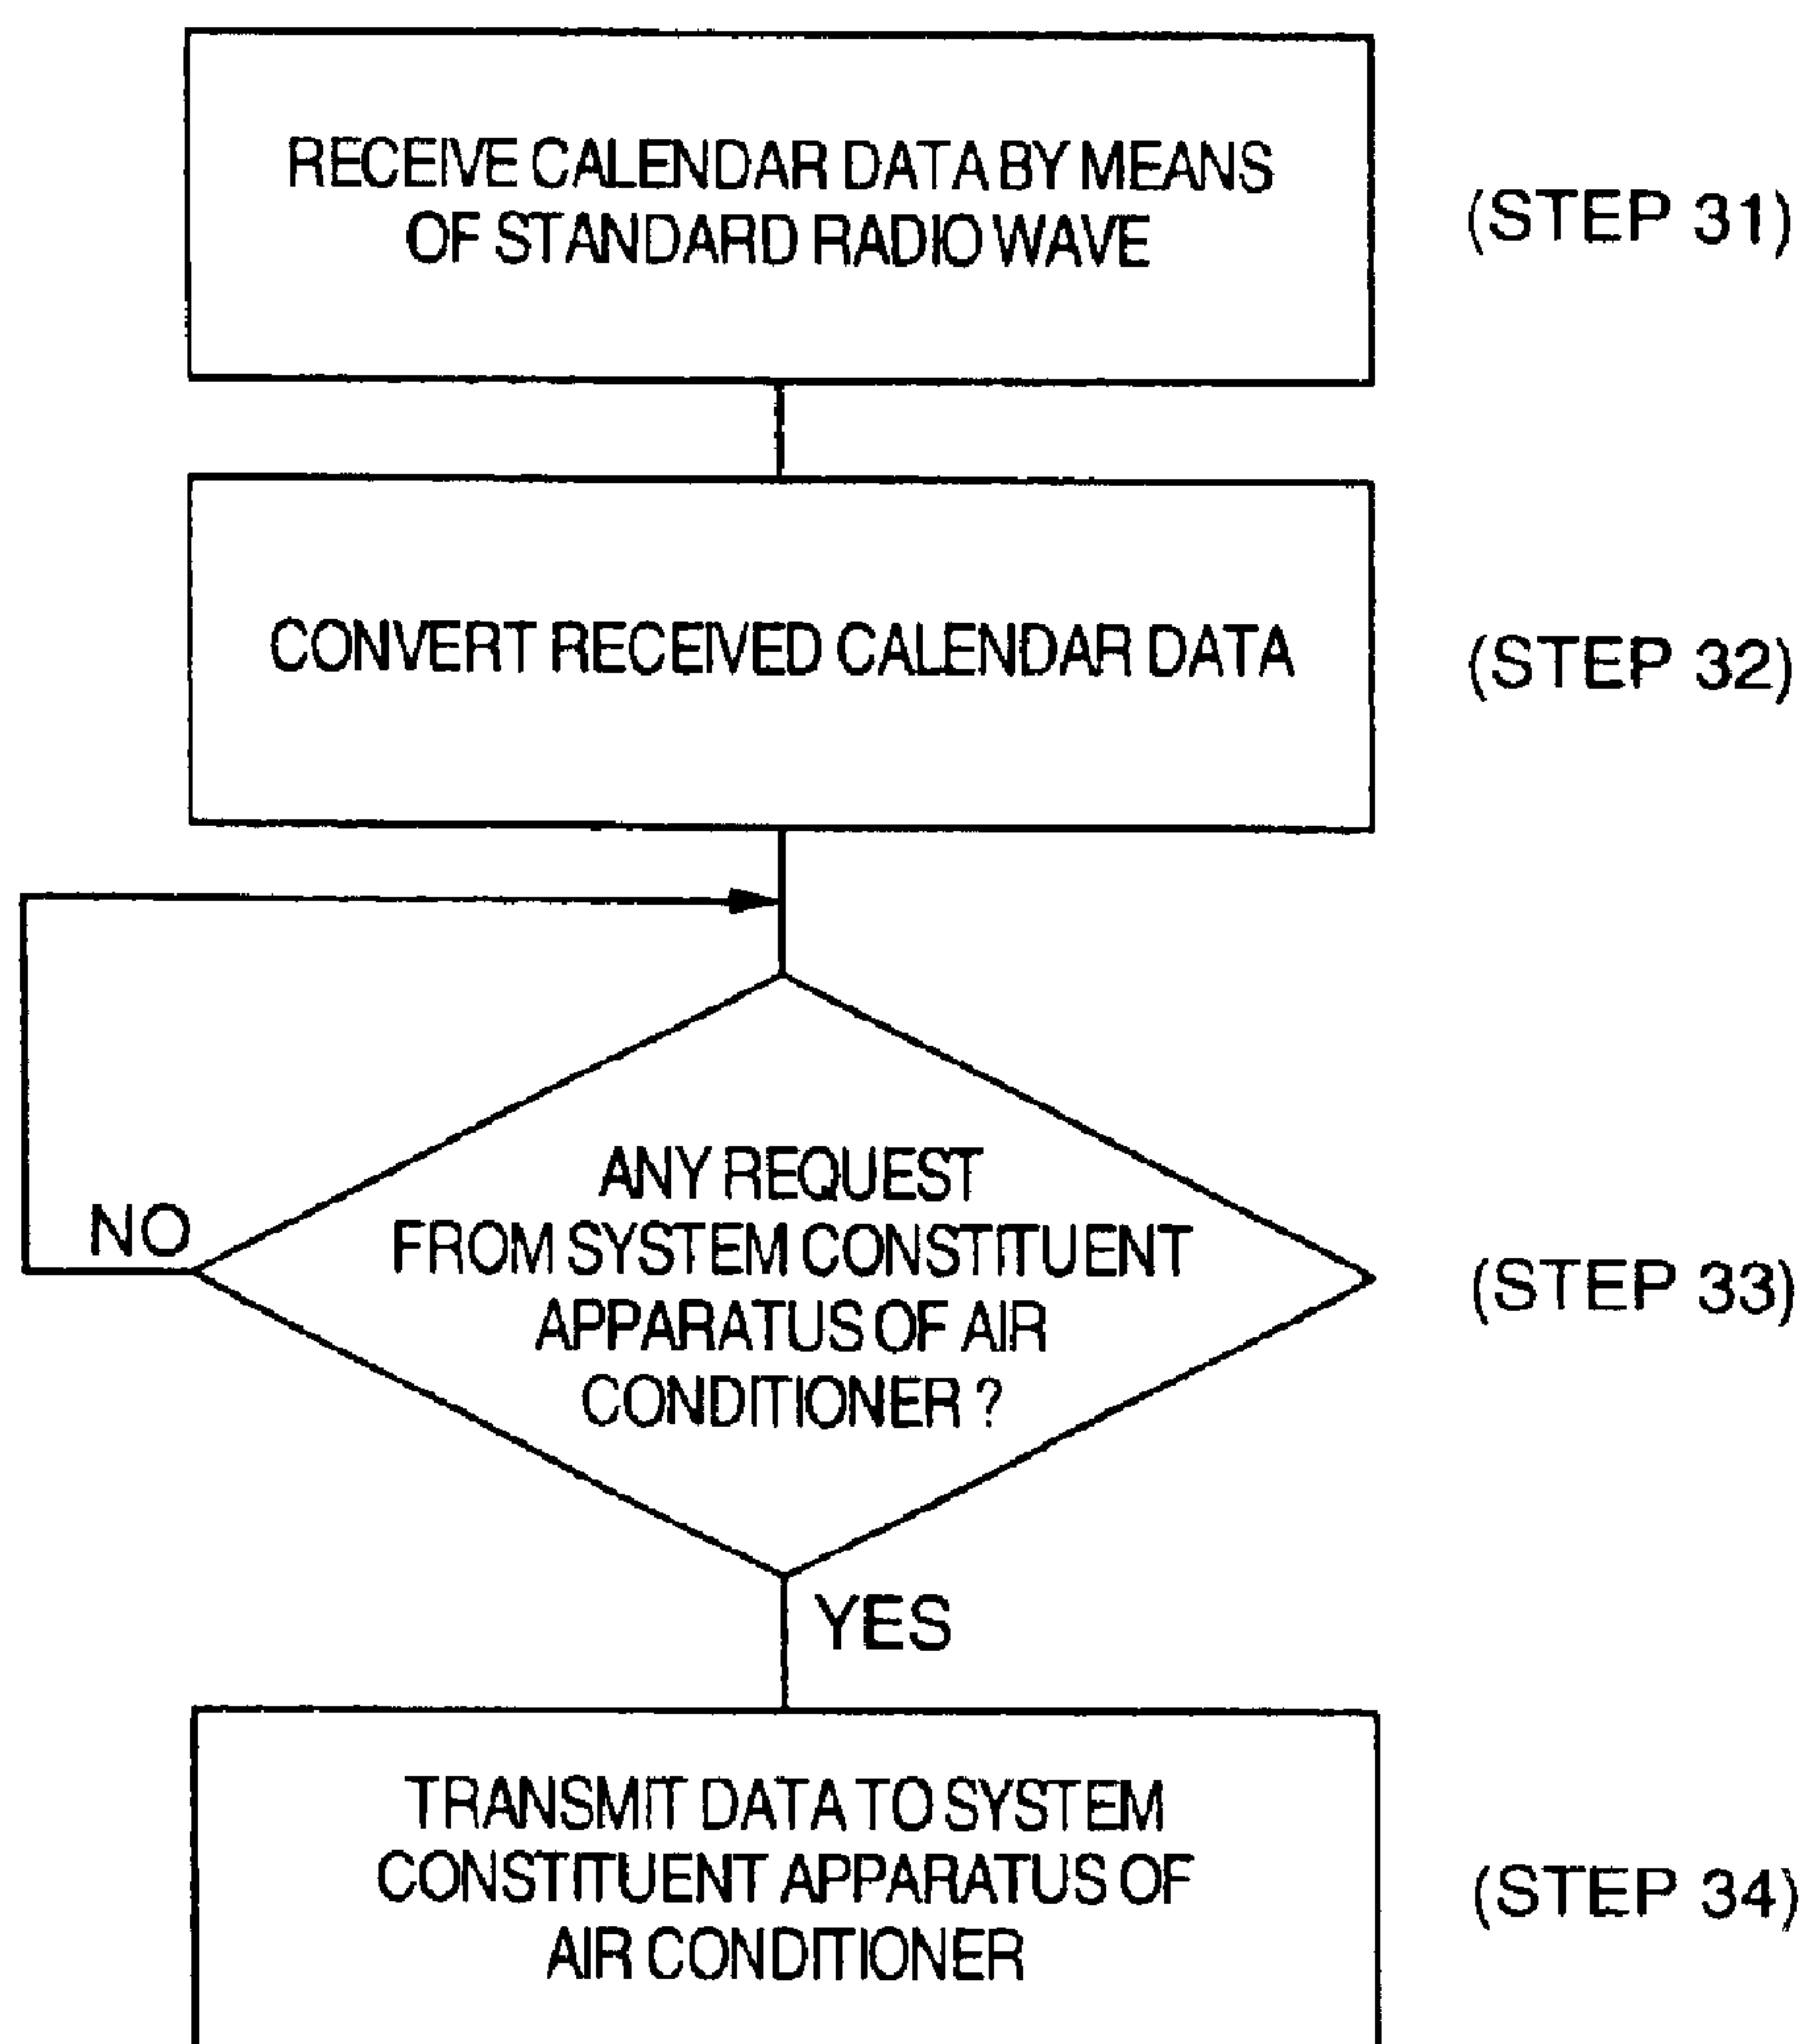 RECEIVE CALENDAR DATA BY MEANS
OF STANDARD RADIO WAVE
(STEP 31)
CONVERT RECEIVED CALENDAR DATA
(STEP 32)
ANY REQUEST
FROM SYSTEM CONSTITUENT
APPARATUS OF AIR
CONDITIONER ?
NO
(STEP 33)
YES
TRANSMIT DATA TO SYSTEM
CONSTITUENT APPARATUS OF
AIR CONDITIONER
(STEP 34)